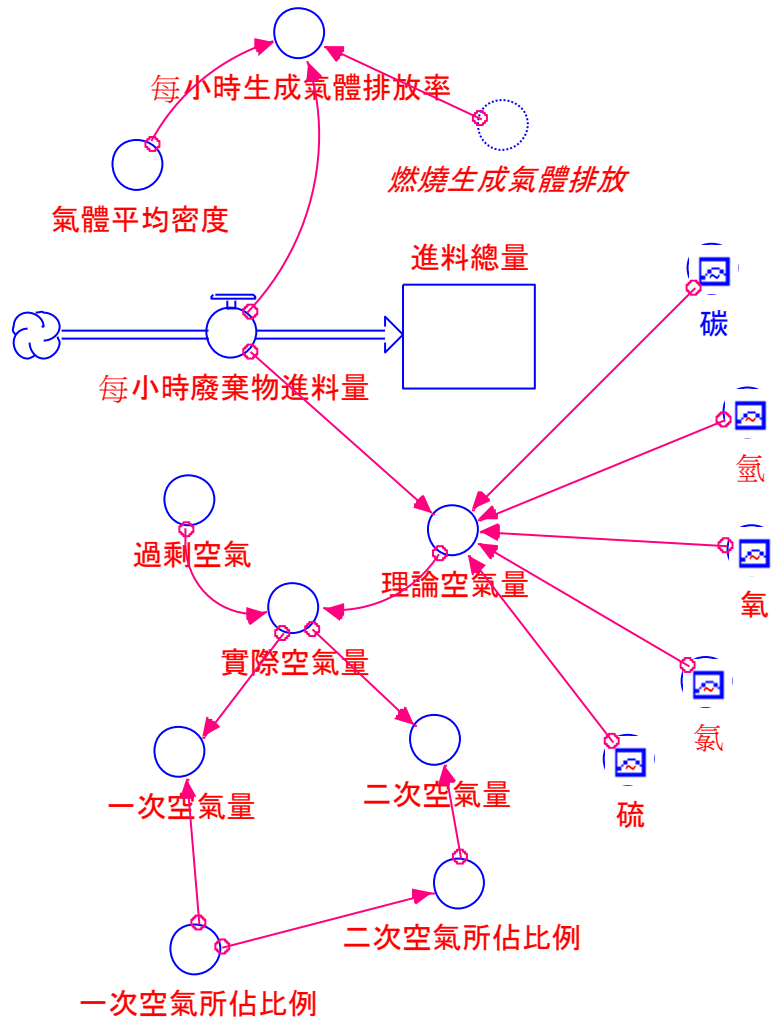 每小時生成氣體排放率
燃燒生成氣體排放
氣體平均密度
進料總量
碳
每小時廢棄物進料量
氫
過剩空氣
理論空氣量
氧
實際空氣量
氯
一次空氣量
二次空氣量
硫
二次空氣所佔比例
一次空氣所佔比例